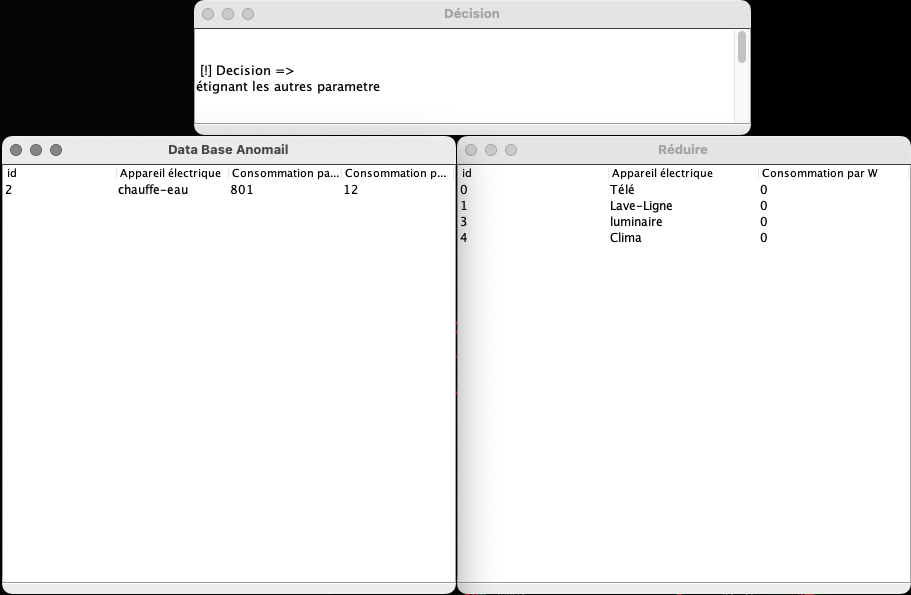 Décision
[!] Decision =>
étignant les autres parametre
Data Base Anomail
id Appareil électrique Consommation pa... Consommation p...
2 chauffe-eau 801 12
Réduire
id Appareil électrique Consommation par W
0 Télé 0
1 Lave-Ligne 0
3 luminaire 0
4 Clima 0